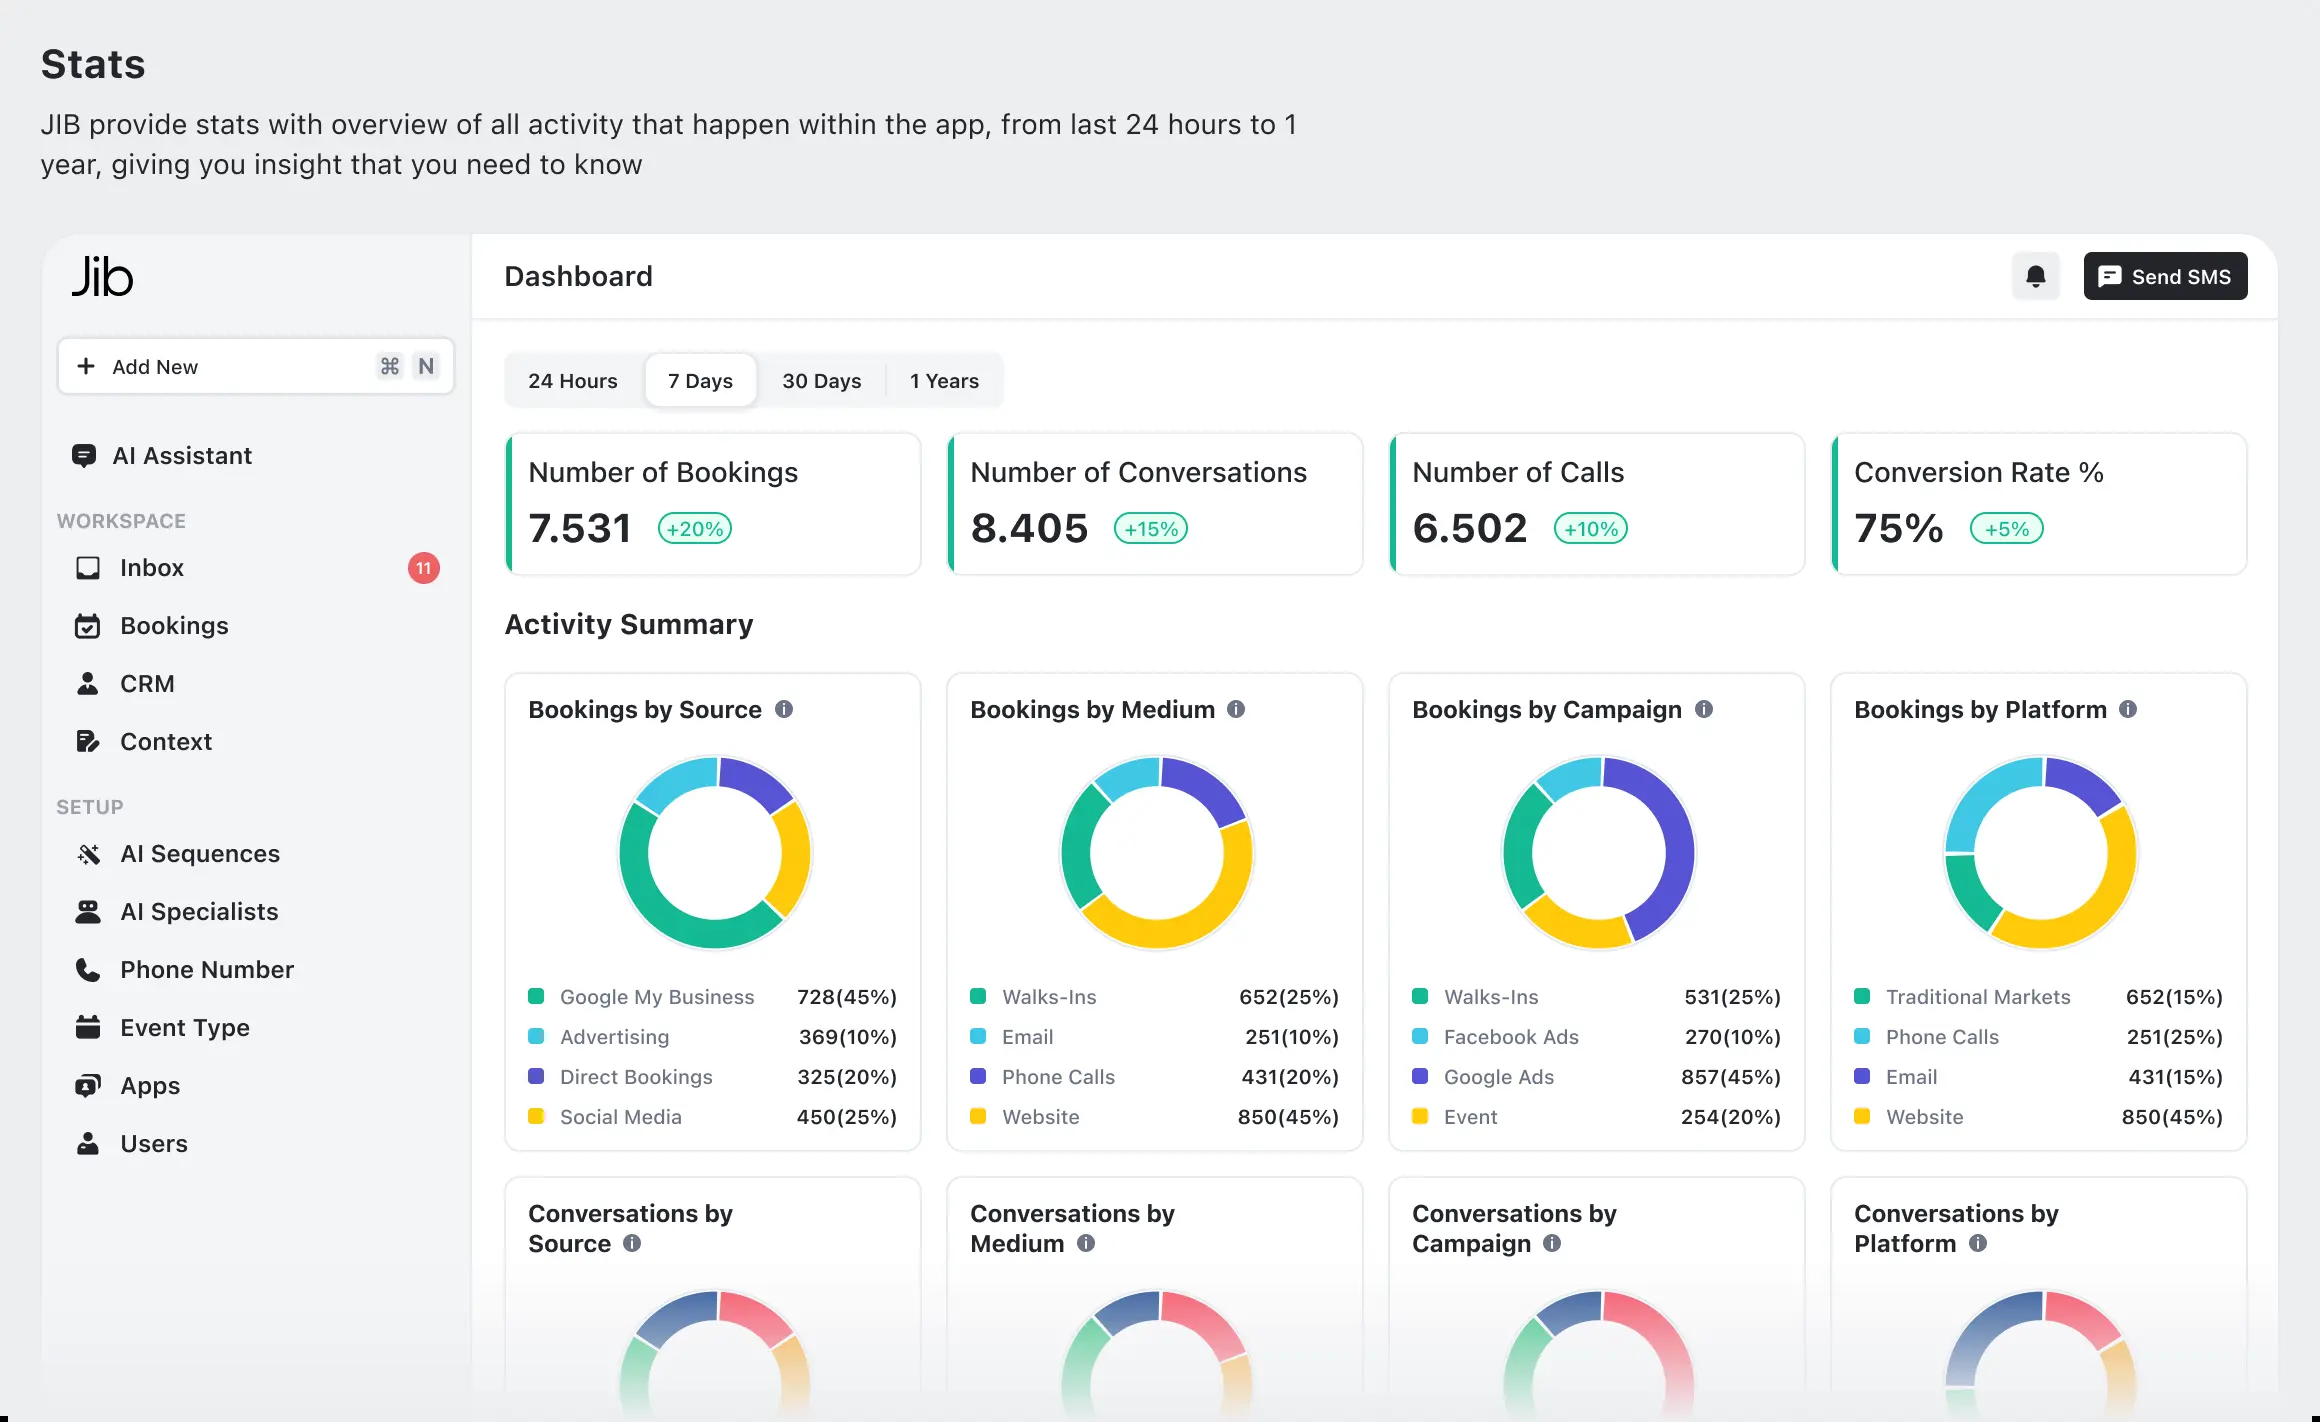 Stats
JIB provide stats with overview of all activity that happen within the app, from last 24 hours to 1
year, giving you insight that you need to know
Jib
Add New ⌘ N
AI Assistant
WORKSPACE
Inbox 11
Bookings
CRM
Context
SETUP
AI Sequences
AI Specialists
Phone Number
Event Type
Apps
Users
Dashboard
Send SMS
24 Hours 7 Days 30 Days 1 Years
Number of Bookings
7.531 +20%
Number of Conversations
8.405 +15%
Number of Calls
6.502 +10%
Conversion Rate %
75% +5%
Activity Summary
Bookings by Source
Google My Business 728(45%)
Advertising 369(10%)
Direct Bookings 325(20%)
Social Media 450(25%)
Bookings by Medium
Walks-Ins 652(25%)
Email 251(10%)
Phone Calls 431(20%)
Website 850(45%)
Bookings by Campaign
Walks-Ins 531(25%)
Facebook Ads 270(10%)
Google Ads 857(45%)
Event 254(20%)
Bookings by Platform
Traditional Markets 652(15%)
Phone Calls 251(25%)
Email 431(15%)
Website 850(45%)
Conversations by
Source
Conversations by
Medium
Conversations by
Campaign
Conversations by
Platform